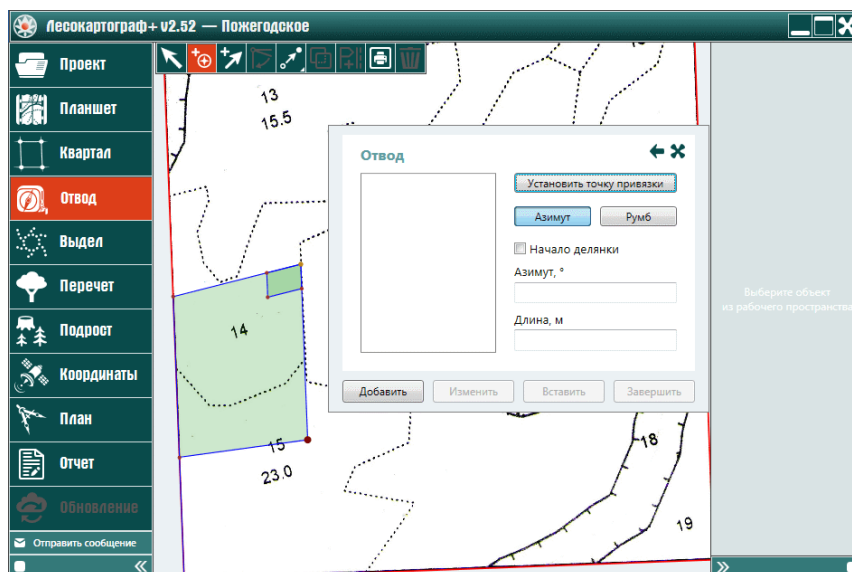 Лесокартограф+ v2.52 — Пожегодское
Проект
Планшет
Квартал
Отвод
Выдел
Перечет
Подрост
Координаты
План
Отчет
Обновление
Отправить сообщение
13
15.5
14
15
23.0
18
19
Отвод
Установить точку привязки
Азимут
Румб
Начало делянки
Азимут, °
Длина, м
Добавить
Изменить
Вставить
Завершить
Выберите объект
из рабочего пространства